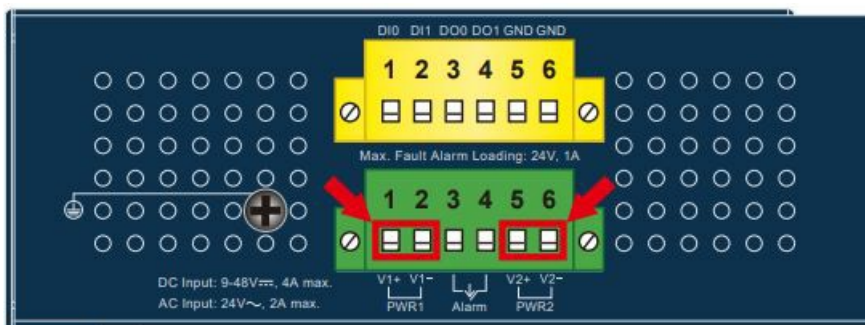 DI0 DI1 DO0 DO1 GND GND
1 2 3 4 5 6
Max. Fault Alarm Loading: 24V, 1A
1 2 3 4 5 6
V1+ V1− V2+ V2−
PWR1 Alarm PWR2
DC Input: 9-48V⎓, 4A max.
AC Input: 24V～, 2A max.